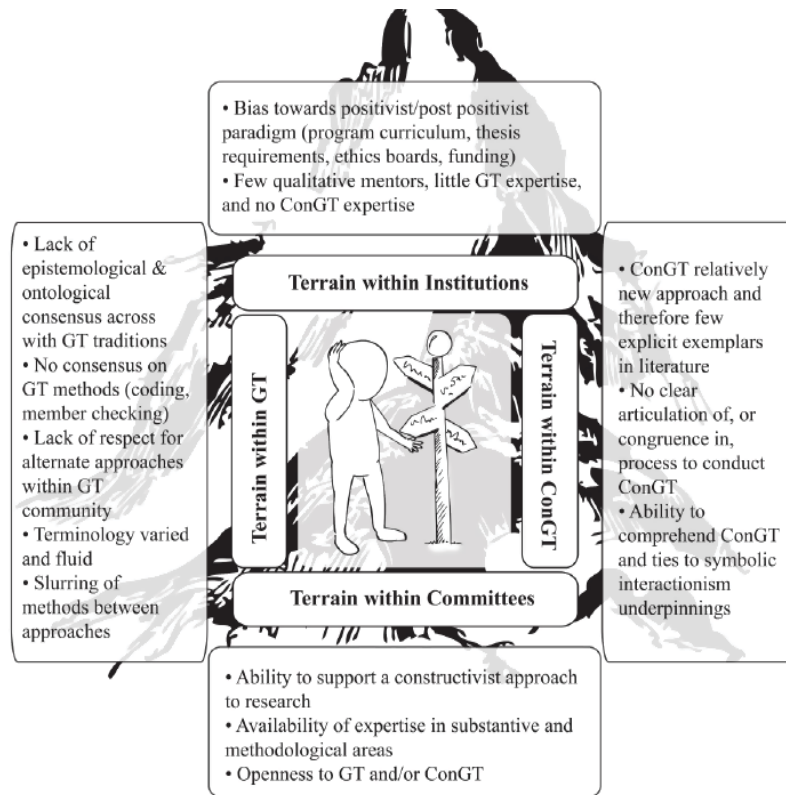 • Bias towards positivist/post positivist
paradigm (program curriculum, thesis
requirements, ethics boards, funding)
• Few qualitative mentors, little GT expertise,
and no ConGT expertise
• Lack of
epistemological &
ontological
consensus across
with GT traditions
• No consensus on
GT methods (coding,
member checking)
• Lack of respect for
alternate approaches
within GT
community
• Terminology varied
and fluid
• Slurring of
methods between
approaches
Terrain within Institutions
Terrain within GT
Terrain within ConGT
Terrain within Committees
• ConGT relatively
new approach and
therefore few
explicit exemplars
in literature
• No clear
articulation of, or
congruence in,
process to conduct
ConGT
• Ability to
comprehend ConGT
and ties to symbolic
interactionism
underpinnings
• Ability to support a constructivist approach
to research
• Availability of expertise in substantive and
methodological areas
• Openness to GT and/or ConGT